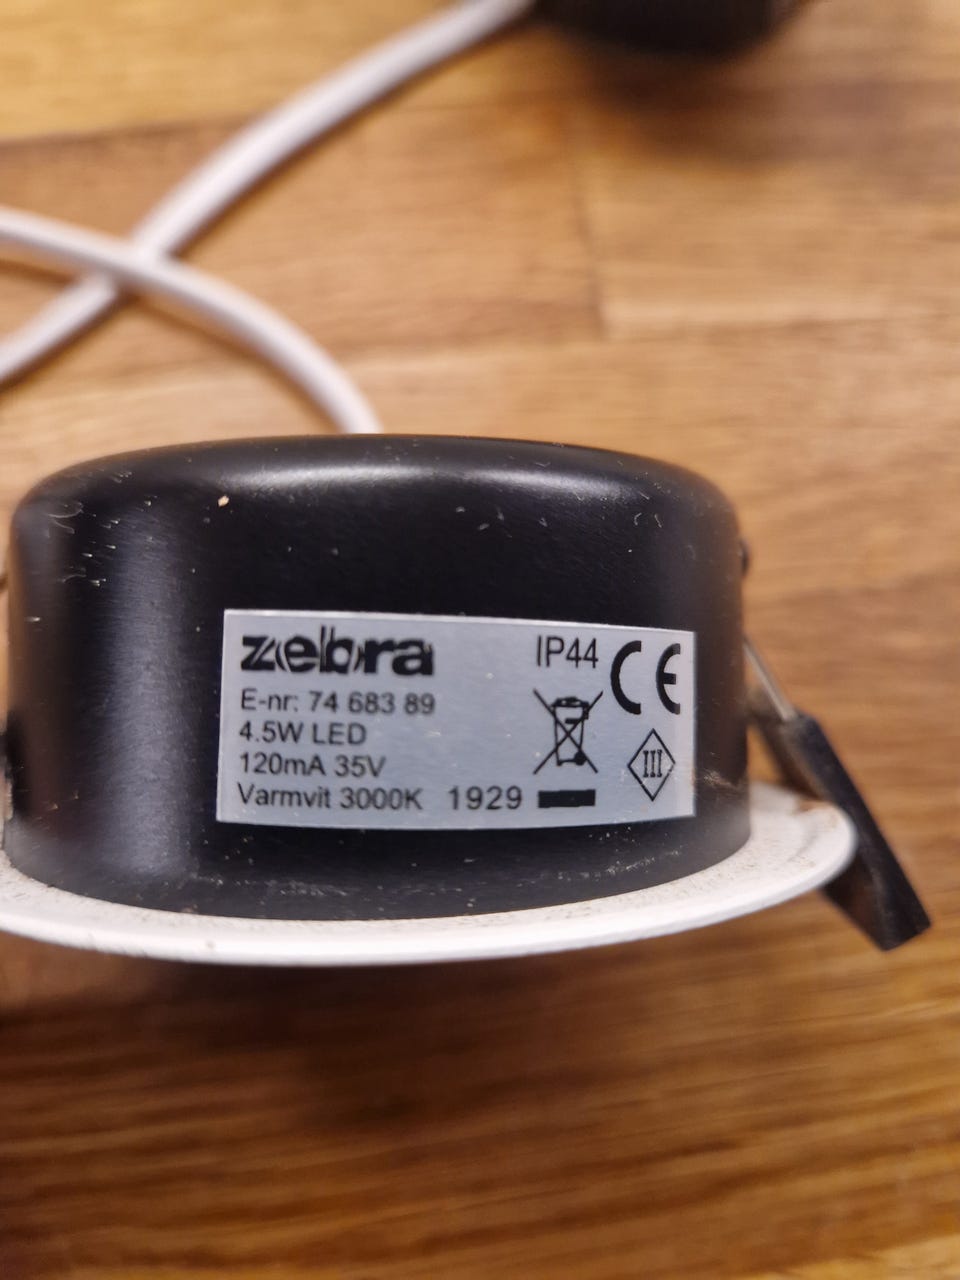 zebra
E-nr: 74 683 89
4.5W LED
120mA 35V
Varmvit 3000K 1929
IP44 CE
III